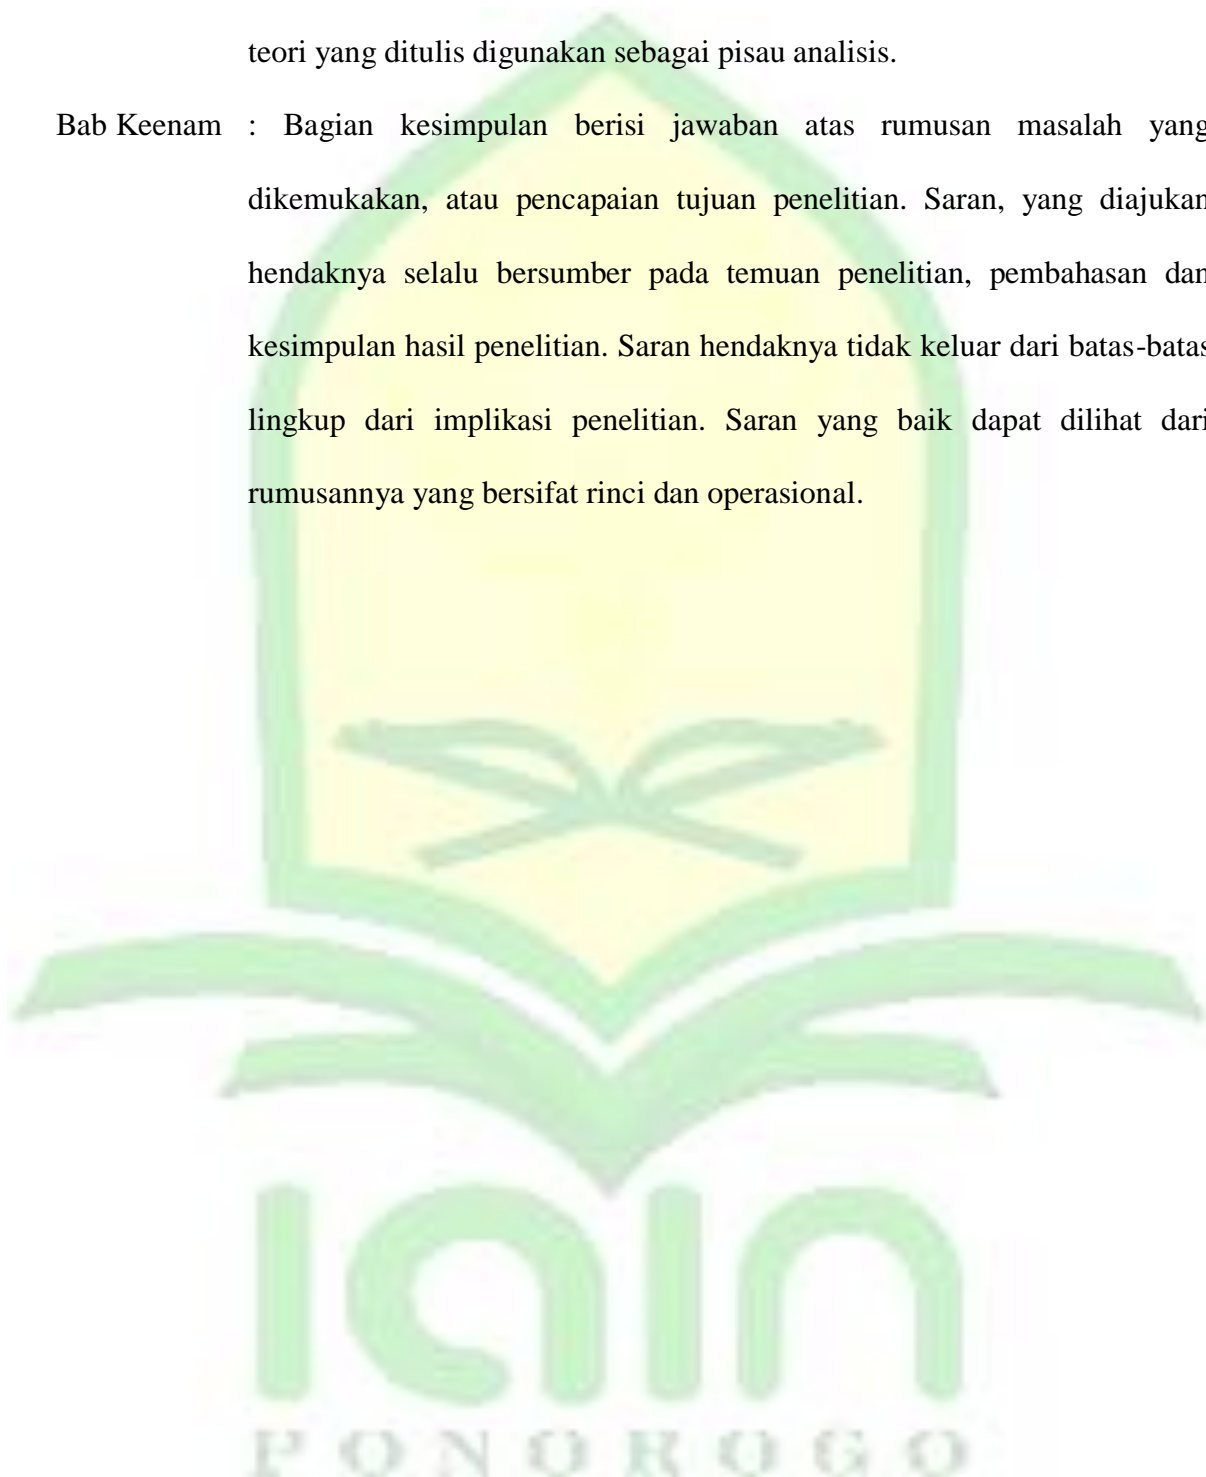 teori yang ditulis digunakan sebagai pisau analisis.
Bab Keenam : Bagian kesimpulan berisi jawaban atas rumusan masalah yang
dikemukakan, atau pencapaian tujuan penelitian. Saran, yang diajukan
hendaknya selalu bersumber pada temuan penelitian, pembahasan dan
kesimpulan hasil penelitian. Saran hendaknya tidak keluar dari batas-batas
lingkup dari implikasi penelitian. Saran yang baik dapat dilihat dari
rumusannya yang bersifat rinci dan operasional.
iain
PONOROGO